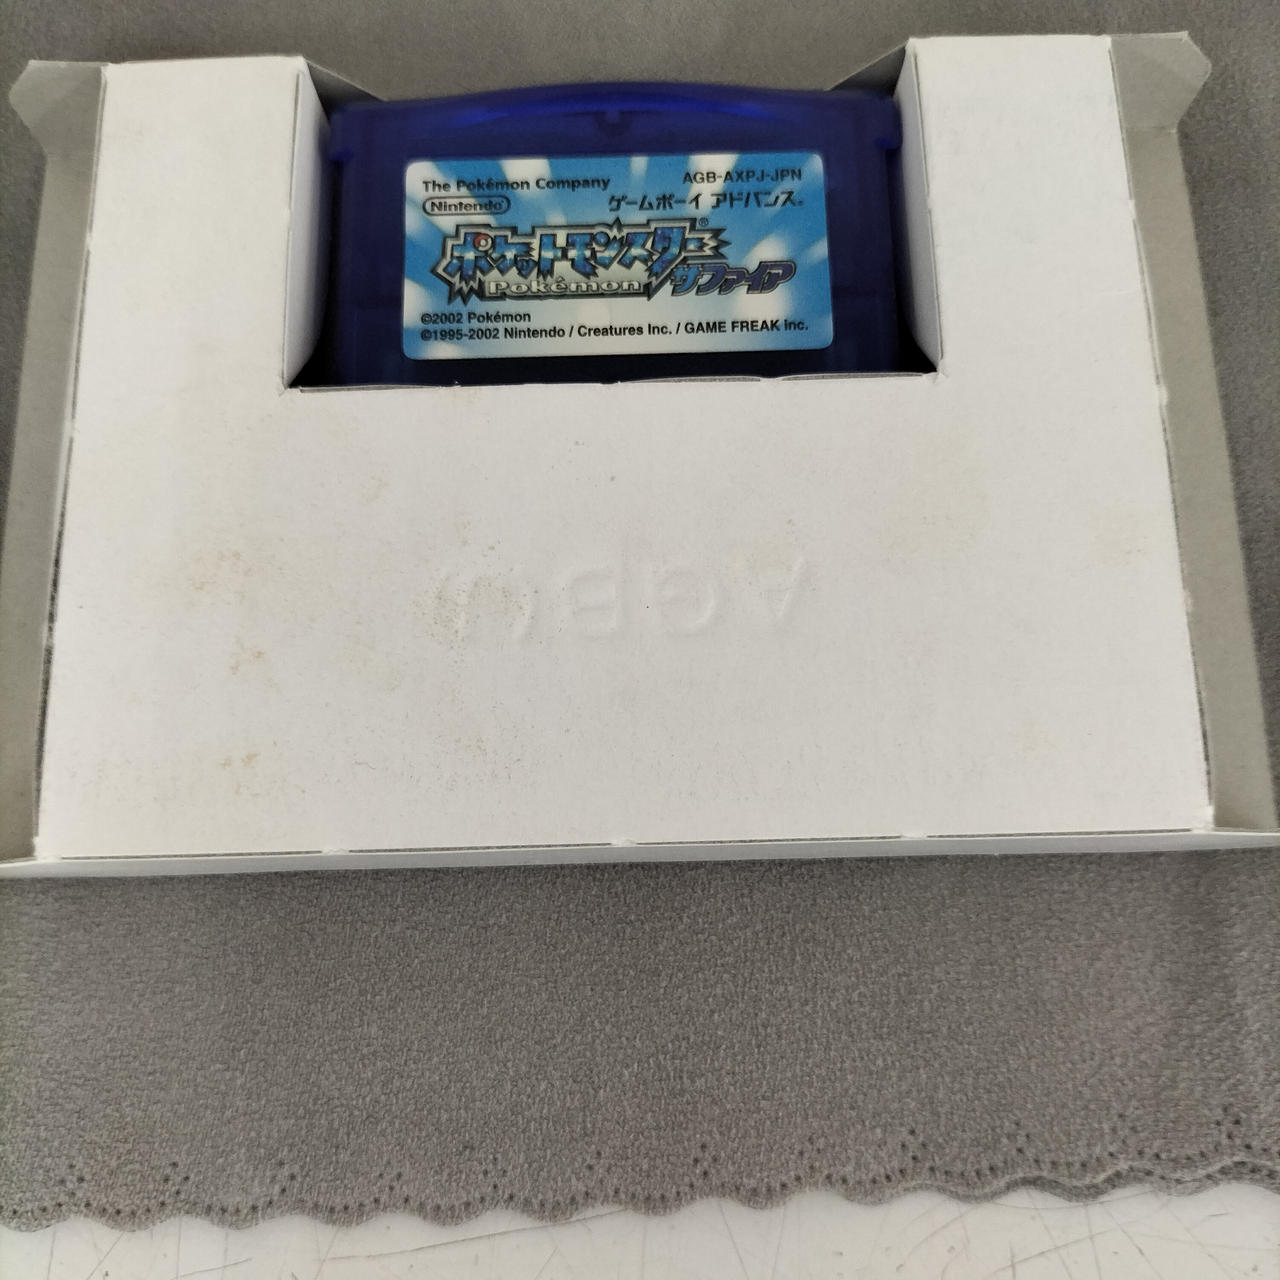 The Pokémon Company
AGB-AXPJ-JPN
Nintendo
ゲームボーイ アドバンス。
ポケットモンスター®
Pokémon
サファイア
©2002 Pokémon
©1995-2002 Nintendo / Creatures Inc. / GAME FREAK inc.
AGB